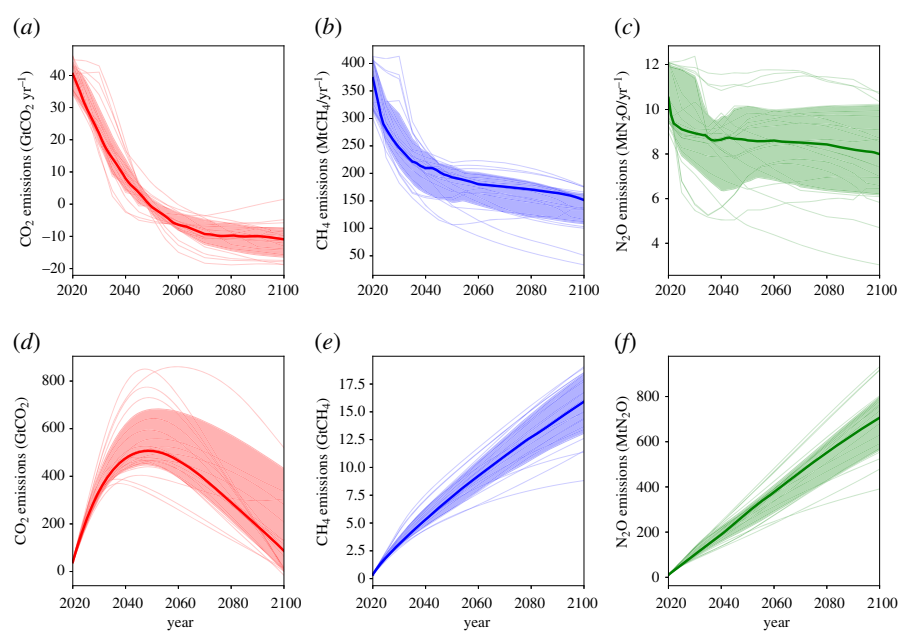 (a)
(b)
(c)
CO₂ emissions (GtCO₂ yr⁻¹)
40
30
20
10
0
−10
−20
2020 2040 2060 2080 2100
CH₄ emissions (MtCH₄/yr⁻¹)
400
350
300
250
200
150
100
50
2020 2040 2060 2080 2100
N₂O emissions (MtN₂O/yr⁻¹)
12
10
8
6
4
2020 2040 2060 2080 2100
(d)
(e)
(f)
CO₂ emissions (GtCO₂)
800
600
400
200
0
2020 2040 2060 2080 2100
year
CH₄ emissions (GtCH₄)
17.5
15.0
12.5
10.0
7.5
5.0
2.5
0
2020 2040 2060 2080 2100
year
N₂O emissions (MtN₂O)
800
600
400
200
0
2020 2040 2060 2080 2100
year